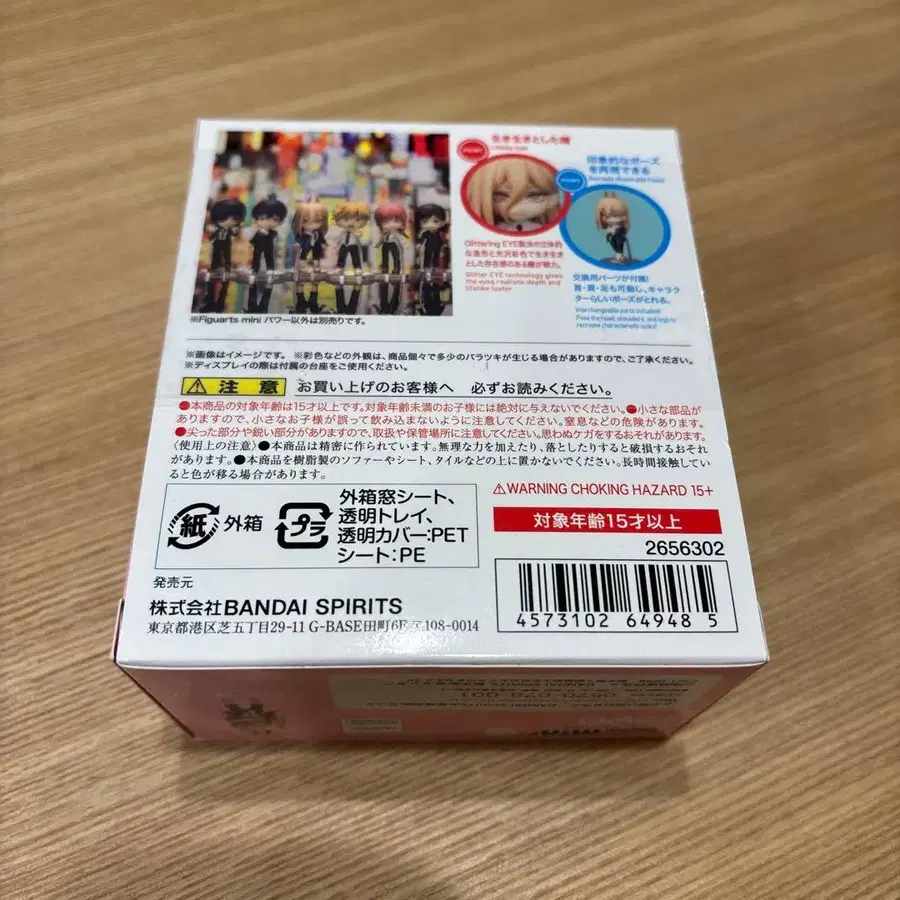 POINT
生き生きとした瞳
Glittering EYE製法の立体的
な造形と光沢彩色で生き生き
とした存在感のある瞳が魅力。
Glitter EYE technology gives
the eyes realistic depth and
lifelike luster
POINT
印象的なポーズ
を再現できる
交換用パーツが付属!
首・肩・足も可動し、キャラク
ターらしいポーズがとれる。
Interchangeable parts included!
Pose the head, shoulders, and legs to
recreate characteristic looks!
※Figuarts mini パワー以外は別売りです。
※画像はイメージです。 ※彩色などの外観は、商品個々で多少のバラツキが生じる場合がありますので、ご了承ください。
※ディスプレイの際は付属の台座をご使用ください。
注意 お買い上げのお客様へ 必ずお読みください。
●本商品の対象年齢は15才以上です。対象年齢未満のお子様には絶対に与えないでください。●小さな部品が
ありますので、小さなお子様が誤って飲み込まないように注意してください。窒息などの危険があります。
●尖った部分や鋭い部分がありますので、取扱や保管場所に注意してください。思わぬケガをするおそれがあります。
〈使用上の注意〉●本商品は精密に作られています。無理な力を加えたり、落としたりすると破損するおそれ
があります。●本商品を樹脂製のソファーやシート、タイルなどの上に置かないでください。長時間接触してい
ると色が移る場合があります。
紙 外箱
プラ
外箱窓シート、
透明トレイ、
透明カバー:PET
シート:PE
⚠WARNING CHOKING HAZARD 15+
対象年齢15才以上
2656302
4573102 64948 5
発売元
株式会社BANDAI SPIRITS
東京都港区芝五丁目29-11 G-BASE田町6F 〒108-0014